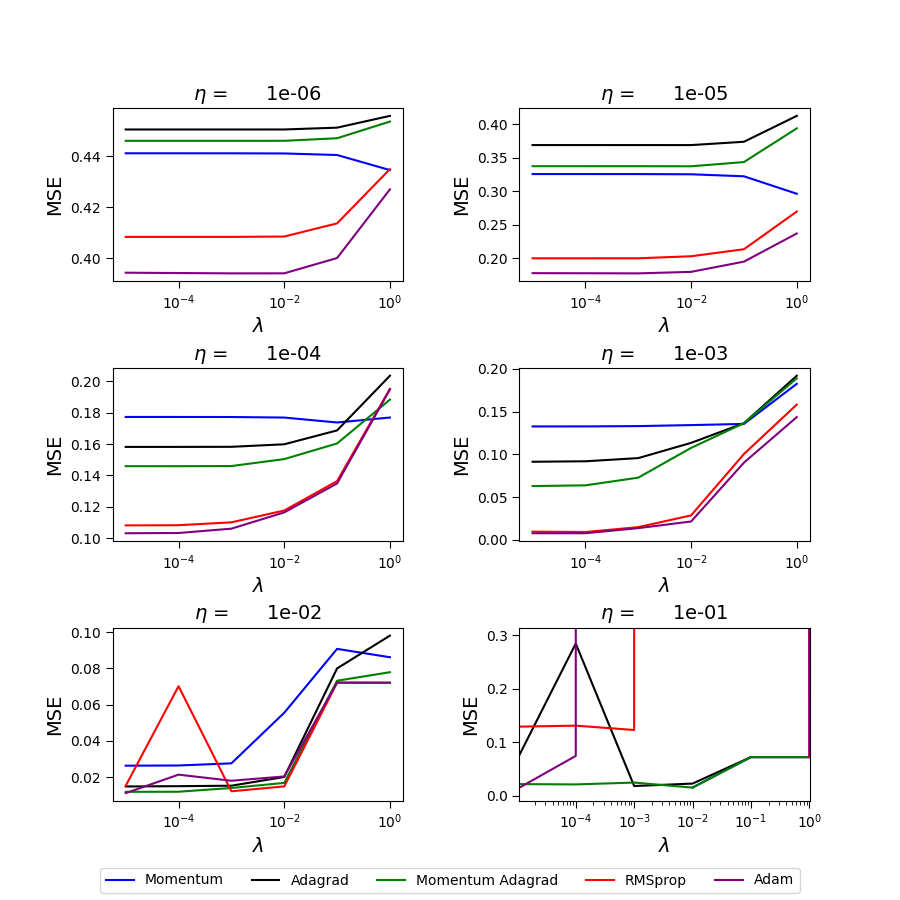 η = 1e-06
MSE
0.44
0.42
0.40
10⁻⁴ 10⁻² 10⁰
λ
η = 1e-05
MSE
0.40
0.35
0.30
0.25
0.20
10⁻⁴ 10⁻² 10⁰
λ
η = 1e-04
MSE
0.20
0.18
0.16
0.14
0.12
0.10
10⁻⁴ 10⁻² 10⁰
λ
η = 1e-03
MSE
0.20
0.15
0.10
0.05
0.00
10⁻⁴ 10⁻² 10⁰
λ
η = 1e-02
MSE
0.10
0.08
0.06
0.04
0.02
10⁻⁴ 10⁻² 10⁰
λ
η = 1e-01
MSE
0.3
0.2
0.1
0.0
10⁻⁴ 10⁻³ 10⁻² 10⁻¹ 10⁰
λ
Momentum Adagrad Momentum Adagrad RMSprop Adam